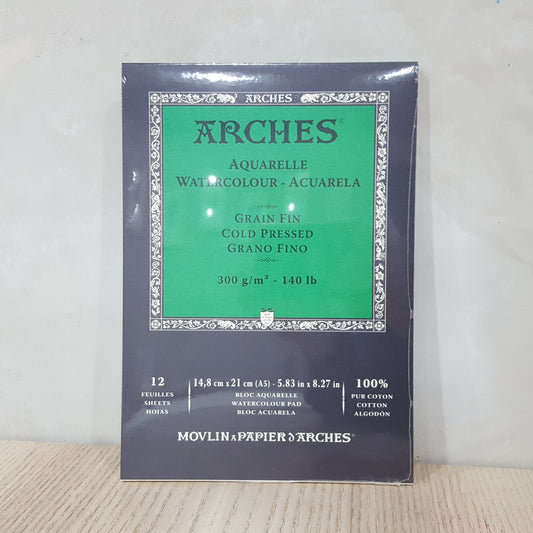 ARCHES
ARCHES®
AQUARELLE
WATERCOLOUR - ACUARELA
GRAIN FIN
COLD PRESSED
GRANO FINO
300 g/m² - 140 lb
12
FEUILLES
SHEETS
HOJAS
14,8 cm x 21 cm (A5) - 5.83 in x 8.27 in
BLOC AQUARELLE
WATERCOLOUR PAD
BLOC ACUARELA
100%
PUR COTON
COTTON
ALGODÓN
MOVLIN À PAPIER D'ARCHES®